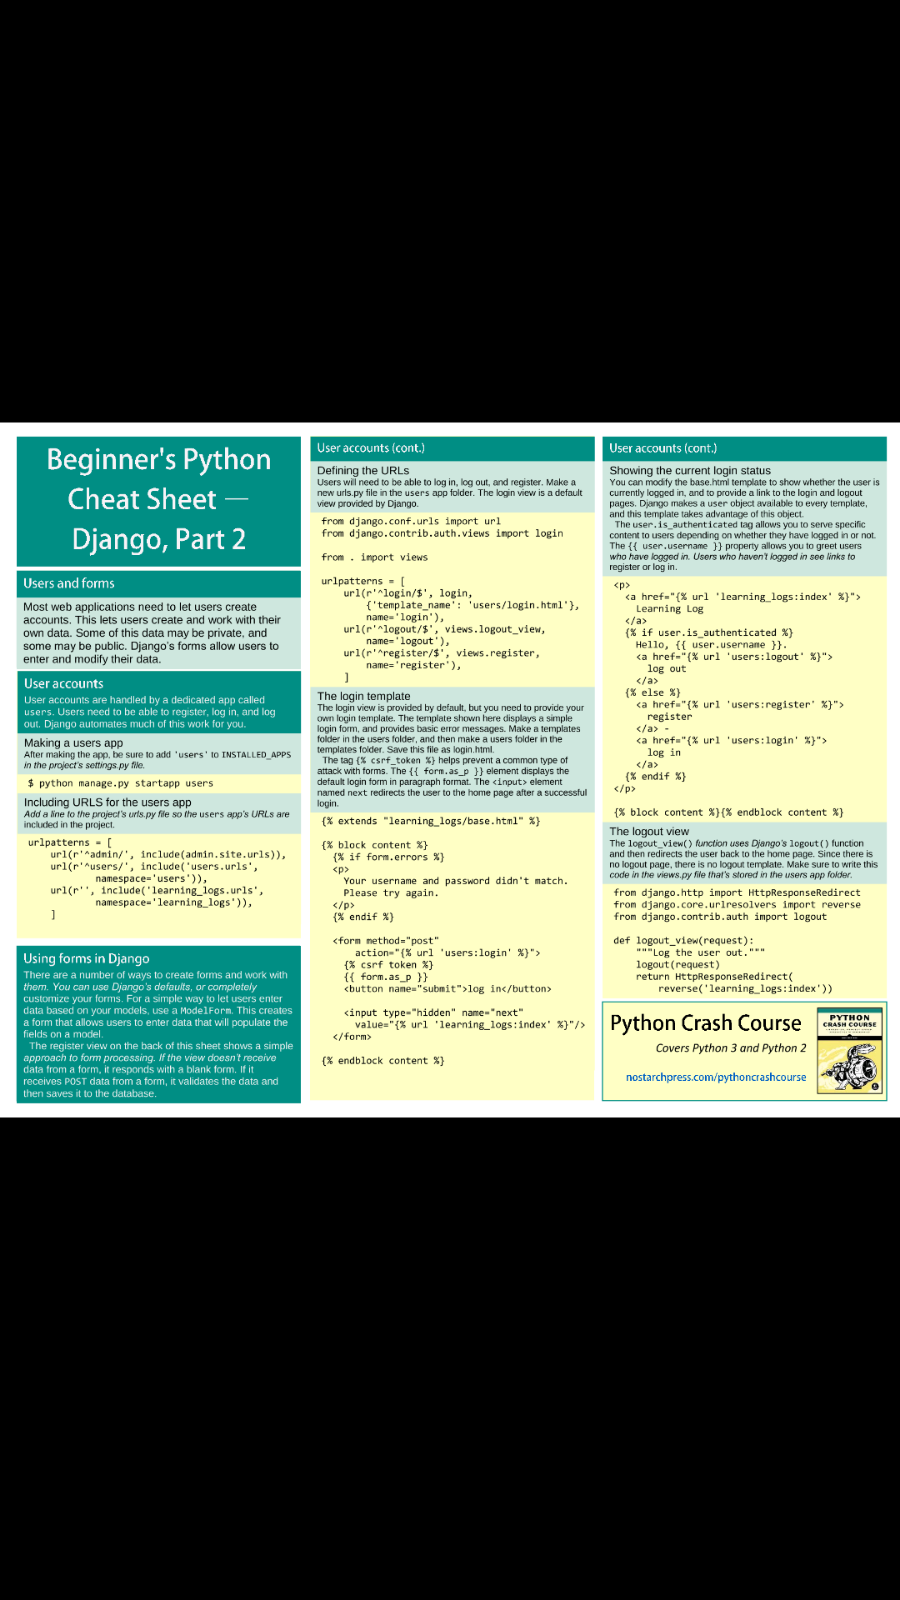 Beginner's Python
Cheat Sheet —
Django, Part 2
Users and forms
Most web applications need to let users create
accounts. This lets users create and work with their
own data. Some of this data may be private, and
some may be public. Django's forms allow users to
enter and modify their data.
User accounts
User accounts are handled by a dedicated app called
users. Users need to be able to register, log in, and log
out. Django automates much of this work for you.
Making a users app
After making the app, be sure to add 'users' to INSTALLED_APPS
in the project's settings.py file.
$ python manage.py startapp users
Including URLS for the users app
Add a line to the project's urls.py file so the users app's URLs are
included in the project.
urlpatterns = [
    url(r'^admin/', include(admin.site.urls)),
    url(r'^users/', include('users.urls',
            namespace='users')),
    url(r'', include('learning_logs.urls',
            namespace='learning_logs')),
    ]
Using forms in Django
There are a number of ways to create forms and work with
them. You can use Django's defaults, or completely
customize your forms. For a simple way to let users enter
data based on your models, use a ModelForm. This creates
a form that allows users to enter data that will populate the
fields on a model.
The register view on the back of this sheet shows a simple
approach to form processing. If the view doesn't receive
data from a form, it responds with a blank form. If it
receives POST data from a form, it validates the data and
then saves it to the database.
User accounts (cont.)
Defining the URLs
Users will need to be able to log in, log out, and register. Make a
new urls.py file in the users app folder. The login view is a default
view provided by Django.
from django.conf.urls import url
from django.contrib.auth.views import login
from . import views
urlpatterns = [
    url(r'^login/$', login,
        {'template_name': 'users/login.html'},
        name='login'),
    url(r'^logout/$', views.logout_view,
        name='logout'),
    url(r'^register/$', views.register,
        name='register'),
    ]
The login template
The login view is provided by default, but you need to provide your
own login template. The template shown here displays a simple
login form, and provides basic error messages. Make a templates
folder in the users folder, and then make a users folder in the
templates folder. Save this file as login.html.
The tag {% csrf_token %} helps prevent a common type of
attack with forms. The {{ form.as_p }} element displays the
default login form in paragraph format. The <input> element
named next redirects the user to the home page after a successful
login.
{% extends "learning_logs/base.html" %}
{% block content %}
  {% if form.errors %}
  <p>
    Your username and password didn't match.
    Please try again.
  </p>
  {% endif %}
  <form method="post"
      action="{% url 'users:login' %}">
    {% csrf token %}
    {{ form.as_p }}
    <button name="submit">log in</button>
    <input type="hidden" name="next"
      value="{% url 'learning_logs:index' %}"/>
  </form>
{% endblock content %}
User accounts (cont.)
Showing the current login status
You can modify the base.html template to show whether the user is
currently logged in, and to provide a link to the login and logout
pages. Django makes a user object available to every template,
and this template takes advantage of this object.
The user.is_authenticated tag allows you to serve specific
content to users depending on whether they have logged in or not.
The {{ user.username }} property allows you to greet users
who have logged in. Users who haven't logged in see links to
register or log in.
<p>
  <a href="{% url 'learning_logs:index' %}">
    Learning Log
  </a>
  {% if user.is_authenticated %}
    Hello, {{ user.username }}.
    <a href="{% url 'users:logout' %}">
      log out
    </a>
  {% else %}
    <a href="{% url 'users:register' %}">
      register
    </a> -
    <a href="{% url 'users:login' %}">
      log in
    </a>
  {% endif %}
</p>
{% block content %}{% endblock content %}
The logout view
The logout_view() function uses Django's logout() function
and then redirects the user back to the home page. Since there is
no logout page, there is no logout template. Make sure to write this
code in the views.py file that's stored in the users app folder.
from django.http import HttpResponseRedirect
from django.core.urlresolvers import reverse
from django.contrib.auth import logout
def logout_view(request):
    """Log the user out."""
    logout(request)
    return HttpResponseRedirect(
        reverse('learning_logs:index'))
Python Crash Course
Covers Python 3 and Python 2
nostarchpress.com/pythoncrashcourse
PYTHON
CRASH COURSE